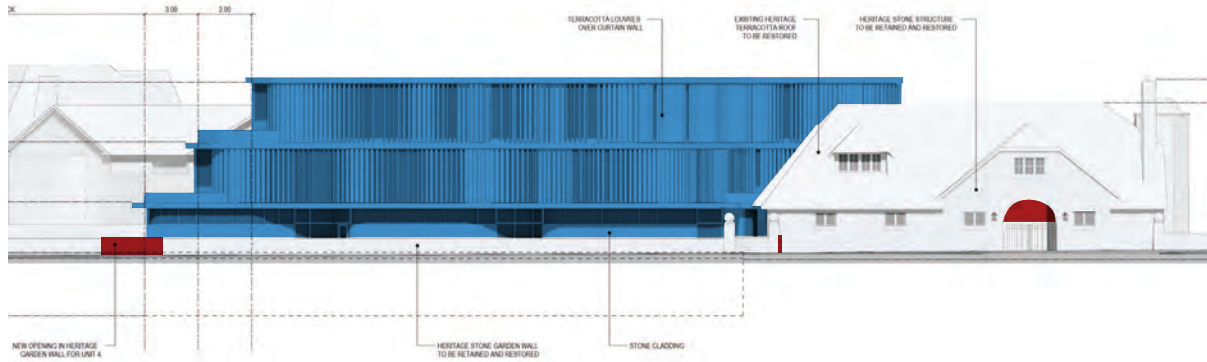 CK
3.00
2.00
TERRACOTTA LOUVRES
OVER CURTAIN WALL
EXISTING HERITAGE
TERRACOTTA ROOF
TO BE RESTORED
HERITAGE STONE STRUCTURE
TO BE RETAINED AND RESTORED
NEW OPENING IN HERITAGE
GARDEN WALL FOR UNIT 4
HERITAGE STONE GARDEN WALL
TO BE RETAINED AND RESTORED
STONE CLADDING